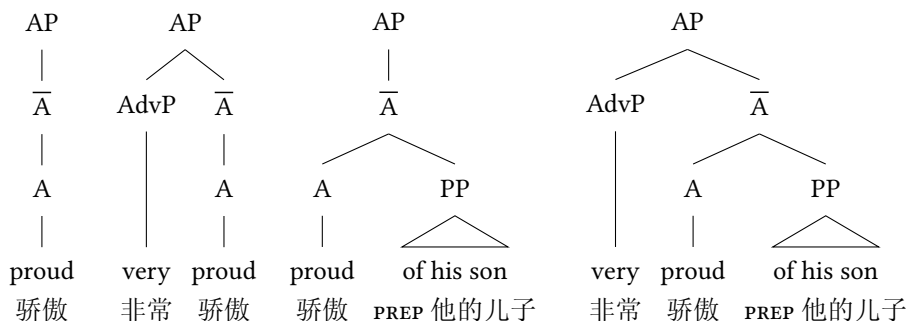 AP AP AP AP
A̅ AdvP A̅ A̅ AdvP A̅
A A A PP A PP
proud very proud proud of his son very proud of his son
骄傲 非常 骄傲 骄傲 PREP 他的儿子 非常 骄傲 PREP 他的儿子